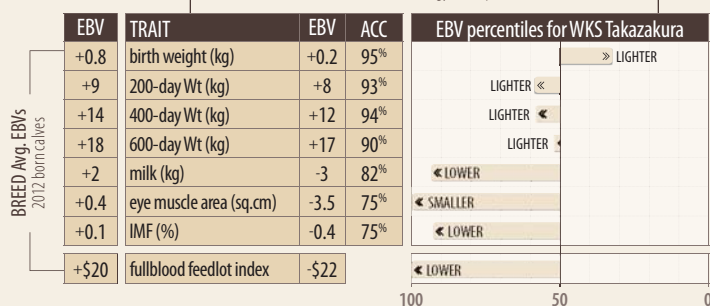 EBV TRAIT EBV ACC EBV percentiles for WKS Takazakura
+0.8 birth weight (kg) +0.2 95% » LIGHTER
+9 200-day Wt (kg) +8 93% LIGHTER «
+14 400-day Wt (kg) +12 94% LIGHTER «
+18 600-day Wt (kg) +17 90% LIGHTER «
+2 milk (kg) -3 82% « LOWER
+0.4 eye muscle area (sq.cm) -3.5 75% « SMALLER
+0.1 IMF (%) -0.4 75% « LOWER
+$20 fullblood feedlot index -$22 « LOWER
100 50 0
BREED Avg. EBVs
2012 born calves